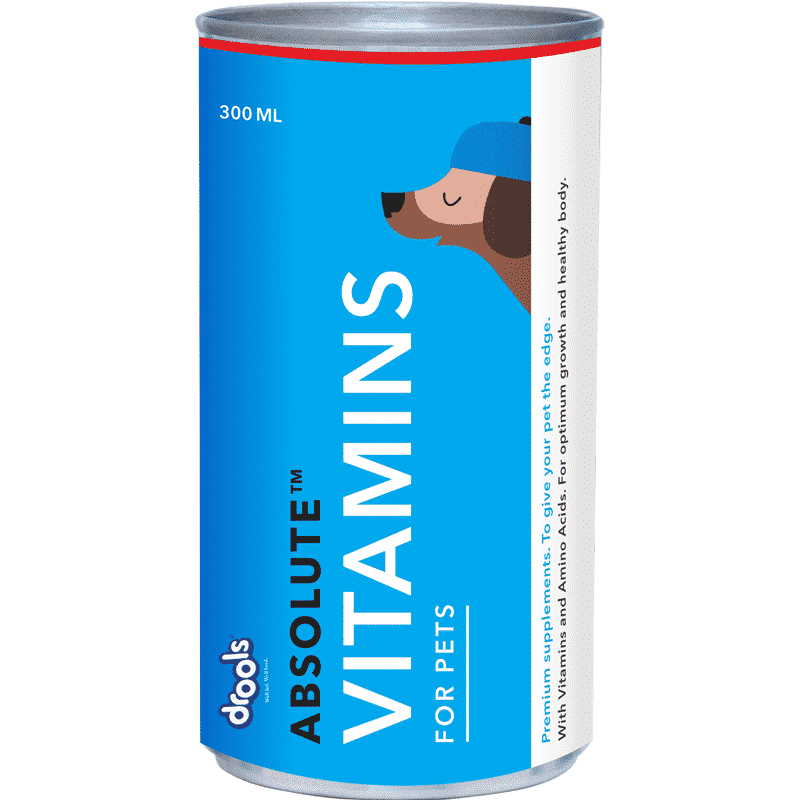 300 ML
drools
ABSOLUTE™
VITAMINS
FOR PETS
Premium supplements. To give your pet the edge.
With Vitamins and Amino Acids. For optimum growth and healthy body.